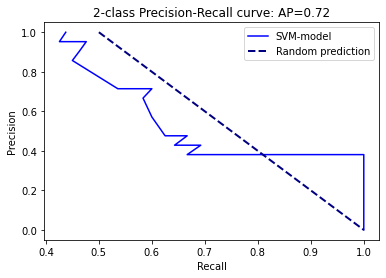 2-class Precision-Recall curve: AP=0.72
SVM-model
Random prediction
Precision
1.0
0.8
0.6
0.4
0.2
0.0
0.4 0.5 0.6 0.7 0.8 0.9 1.0
Recall